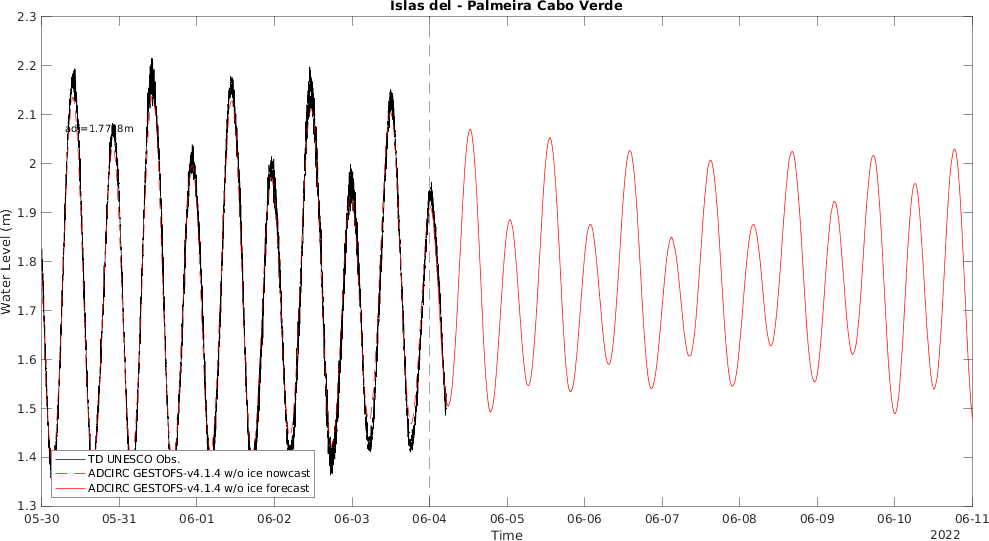 Islas del - Palmeira Cabo Verde
2.3
2.2
2.1
2
1.9
1.8
1.7
1.6
1.5
1.4
1.3
Water Level (m)
TD UNESCO Obs.
ADCIRC GESTOFS-v4.1.4 w/o ice nowcast
ADCIRC GESTOFS-v4.1.4 w/o ice forecast
05-30 05-31 06-01 06-02 06-03 06-04 06-05 06-06 06-07 06-08 06-09 06-10 06-11
Time
2022